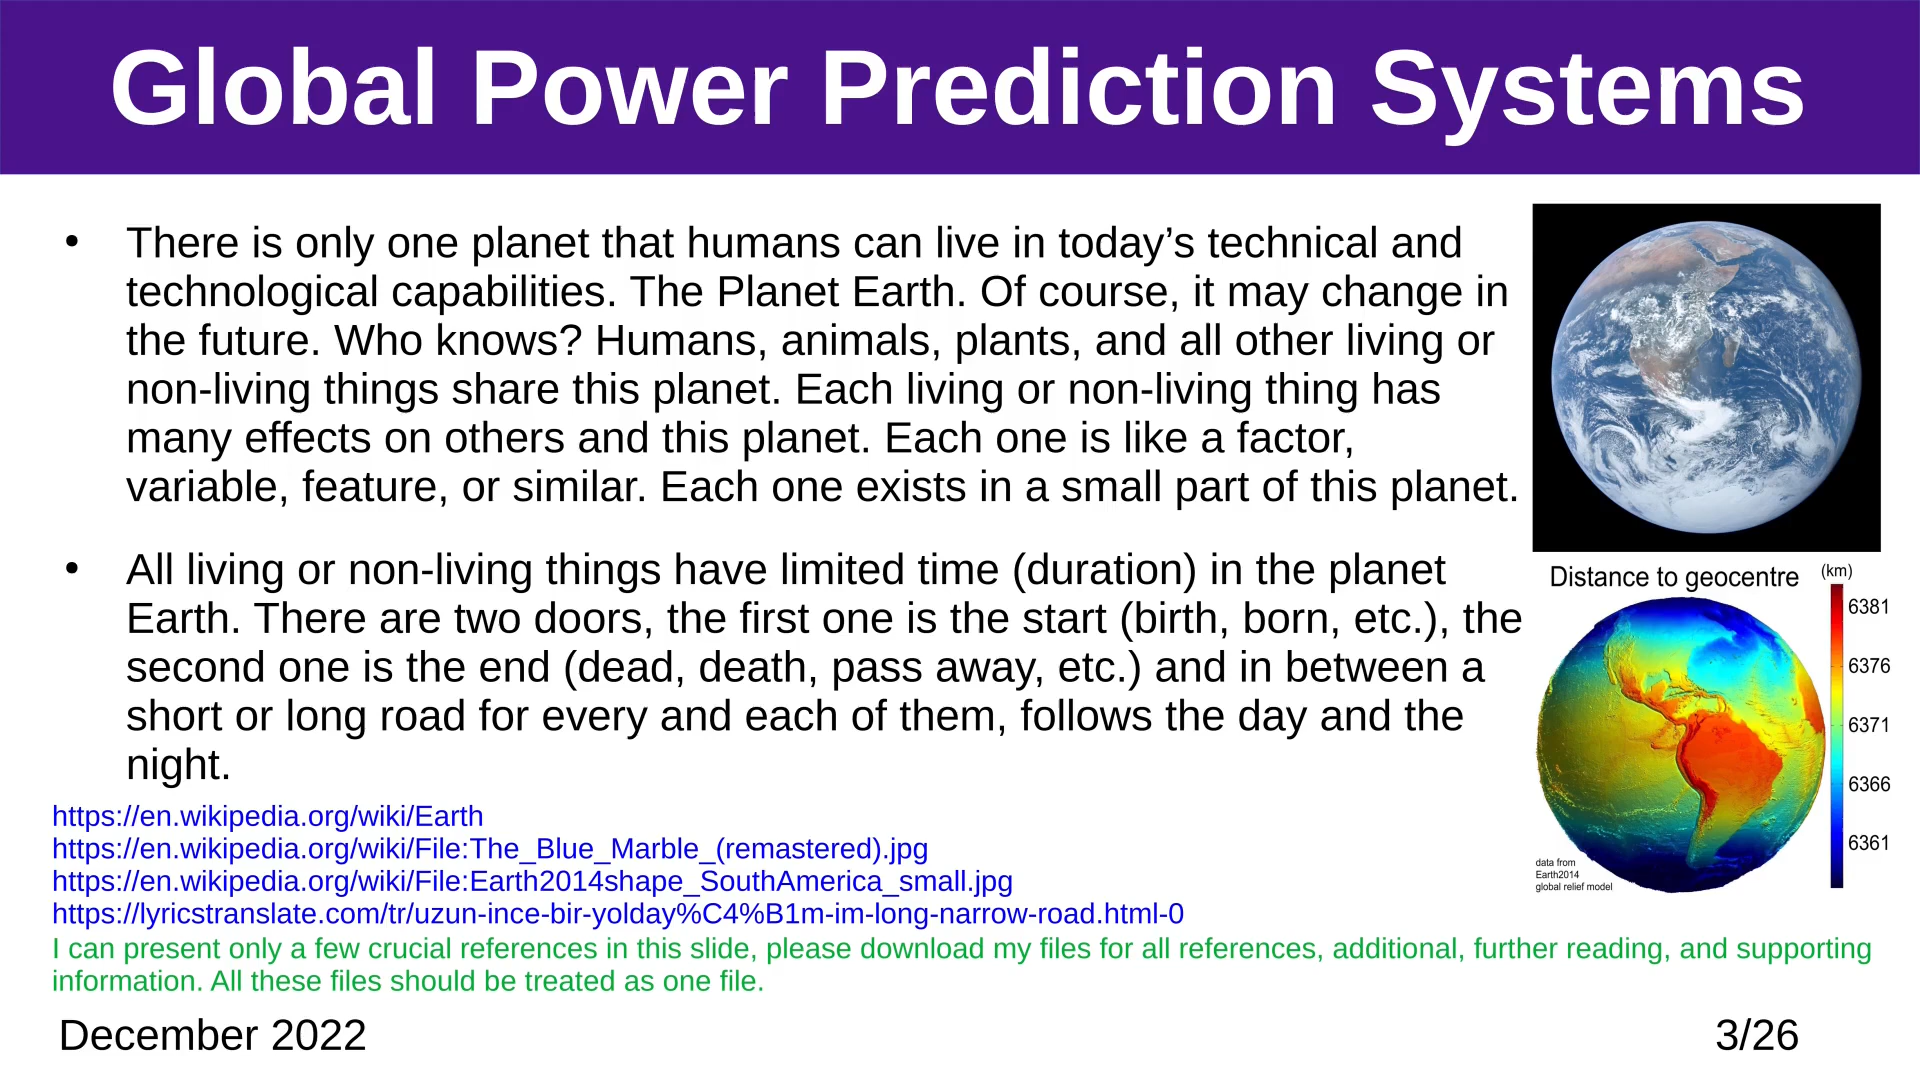 Global Power Prediction Systems
• There is only one planet that humans can live in today’s technical and
technological capabilities. The Planet Earth. Of course, it may change in
the future. Who knows? Humans, animals, plants, and all other living or
non-living things share this planet. Each living or non-living thing has
many effects on others and this planet. Each one is like a factor,
variable, feature, or similar. Each one exists in a small part of this planet.
• All living or non-living things have limited time (duration) in the planet
Earth. There are two doors, the first one is the start (birth, born, etc.), the
second one is the end (dead, death, pass away, etc.) and in between a
short or long road for every and each of them, follows the day and the
night.
Distance to geocentre (km)
6381
6376
6371
6366
6361
data from
Earth2014
global relief model
https://en.wikipedia.org/wiki/Earth
https://en.wikipedia.org/wiki/File:The_Blue_Marble_(remastered).jpg
https://en.wikipedia.org/wiki/File:Earth2014shape_SouthAmerica_small.jpg
https://lyricstranslate.com/tr/uzun-ince-bir-yolday%C4%B1m-im-long-narrow-road.html-0
I can present only a few crucial references in this slide, please download my files for all references, additional, further reading, and supporting
information. All these files should be treated as one file.
December 2022
3/26